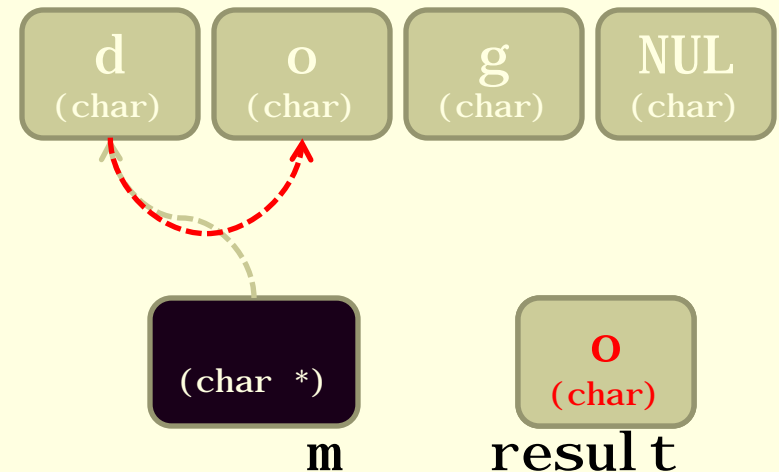 d o g NUL
(char) (char) (char) (char)
o
(char *) (char)
m result